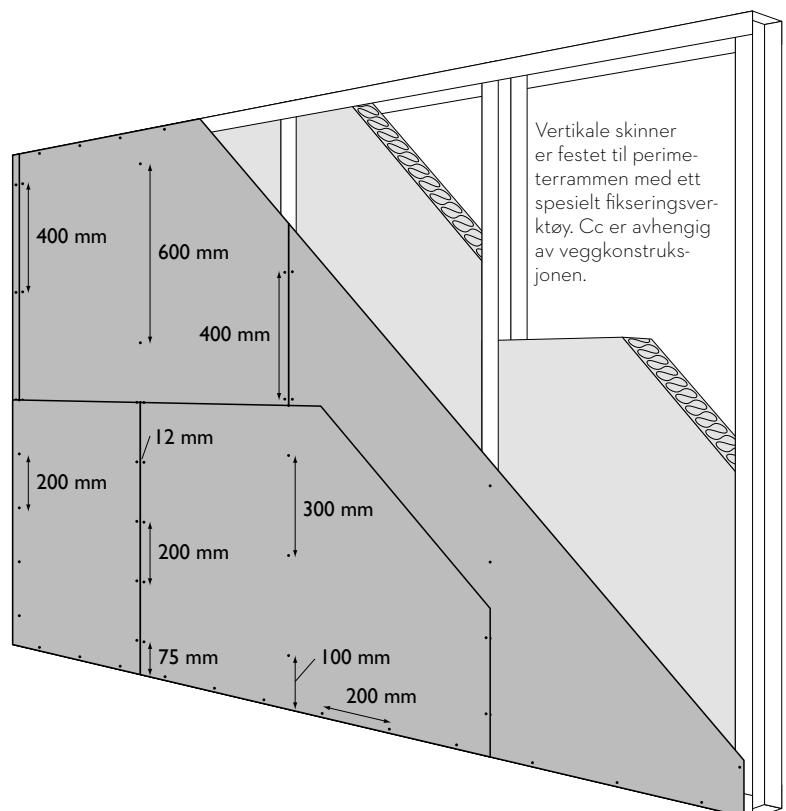 Vertikale skinner
er festet til perime-
terrammen med ett
spesielt fikseringsver-
ktøy. Cc er avhengig
av veggkonstruks-
jonen.
400 mm
600 mm
400 mm
12 mm
200 mm
300 mm
200 mm
75 mm
100 mm
200 mm